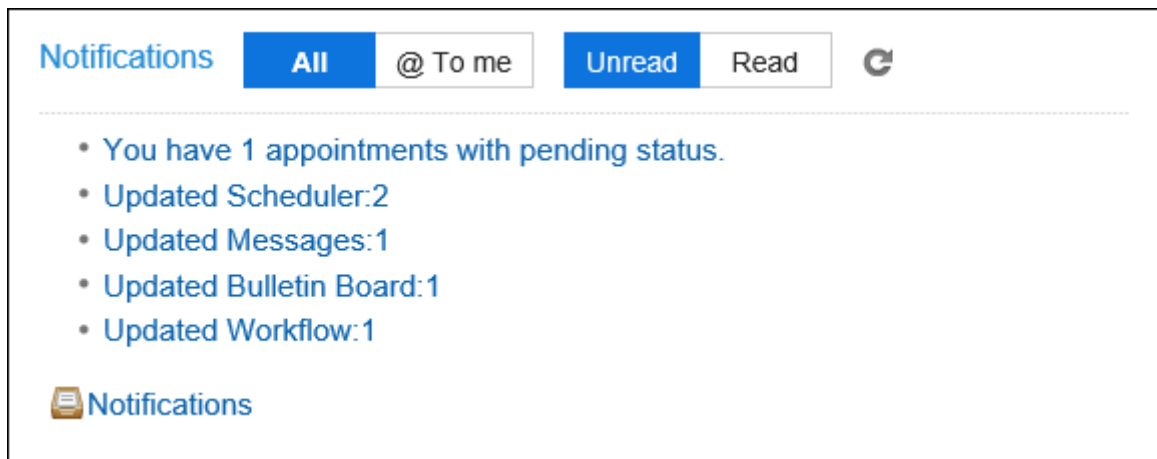 Notifications All @ To me Unread Read
You have 1 appointments with pending status.
Updated Scheduler:2
Updated Messages:1
Updated Bulletin Board:1
Updated Workflow:1
Notifications